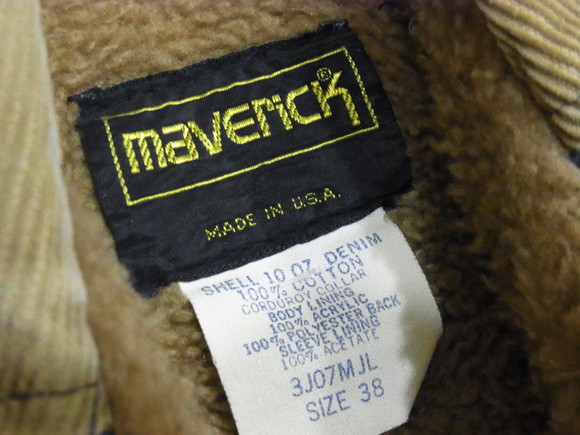 maverick®
MADE IN U.S.A.
SHELL 10 OZ. DENIM
100% COTTON
CORDUROY COLLAR
BODY LINING
100% ACRYLIC
100% POLYESTER BACK
SLEEVE LINING
100% ACETATE
3J07MJL
SIZE 38